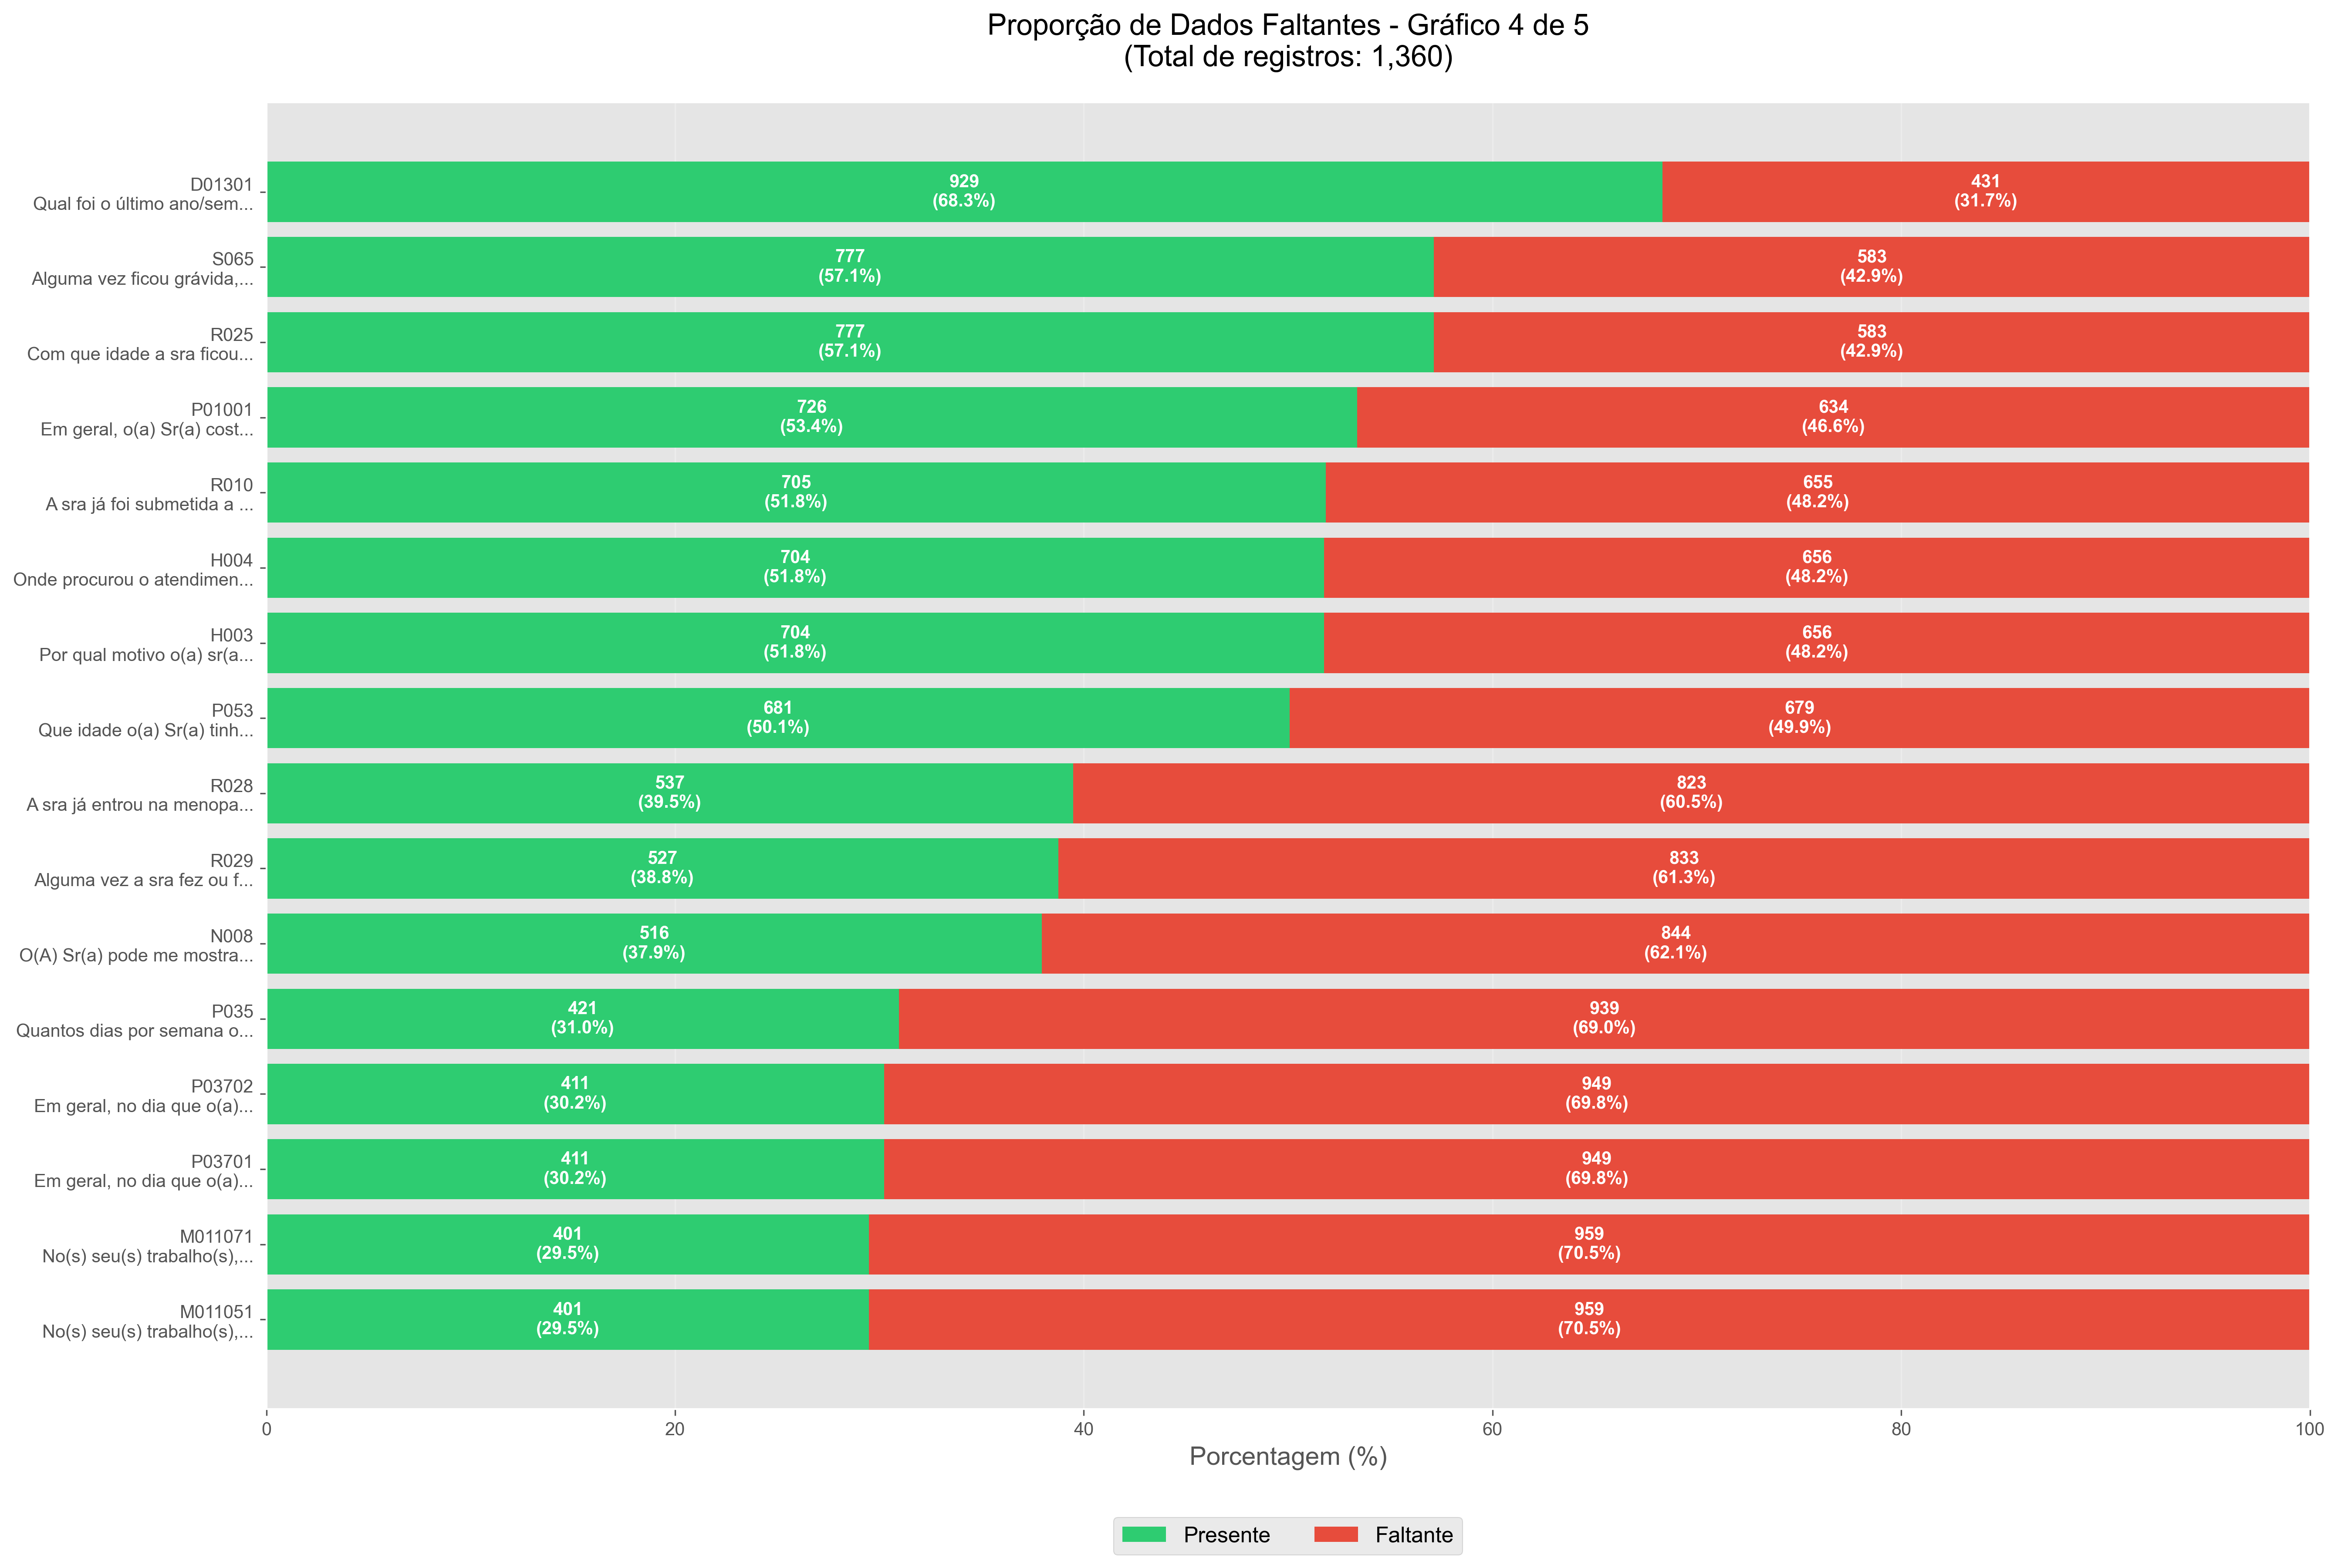 Proporção de Dados Faltantes - Gráfico 4 de 5
(Total de registros: 1,360)
D01301
Qual foi o último ano/sem...
929
(68.3%)
431
(31.7%)
S065
Alguma vez ficou grávida,...
777
(57.1%)
583
(42.9%)
R025
Com que idade a sra ficou...
777
(57.1%)
583
(42.9%)
P01001
Em geral, o(a) Sr(a) cost...
726
(53.4%)
634
(46.6%)
R010
A sra já foi submetida a ...
705
(51.8%)
655
(48.2%)
H004
Onde procurou o atendimen...
704
(51.8%)
656
(48.2%)
H003
Por qual motivo o(a) sr(a...
704
(51.8%)
656
(48.2%)
P053
Que idade o(a) Sr(a) tinh...
681
(50.1%)
679
(49.9%)
R028
A sra já entrou na menopa...
537
(39.5%)
823
(60.5%)
R029
Alguma vez a sra fez ou f...
527
(38.8%)
833
(61.3%)
N008
O(A) Sr(a) pode me mostra...
516
(37.9%)
844
(62.1%)
P035
Quantos dias por semana o...
421
(31.0%)
939
(69.0%)
P03702
Em geral, no dia que o(a)...
411
(30.2%)
949
(69.8%)
P03701
Em geral, no dia que o(a)...
411
(30.2%)
949
(69.8%)
M011071
No(s) seu(s) trabalho(s),...
401
(29.5%)
959
(70.5%)
M011051
No(s) seu(s) trabalho(s),...
401
(29.5%)
959
(70.5%)
0 20 40 60 80 100
Porcentagem (%)
Presente Faltante